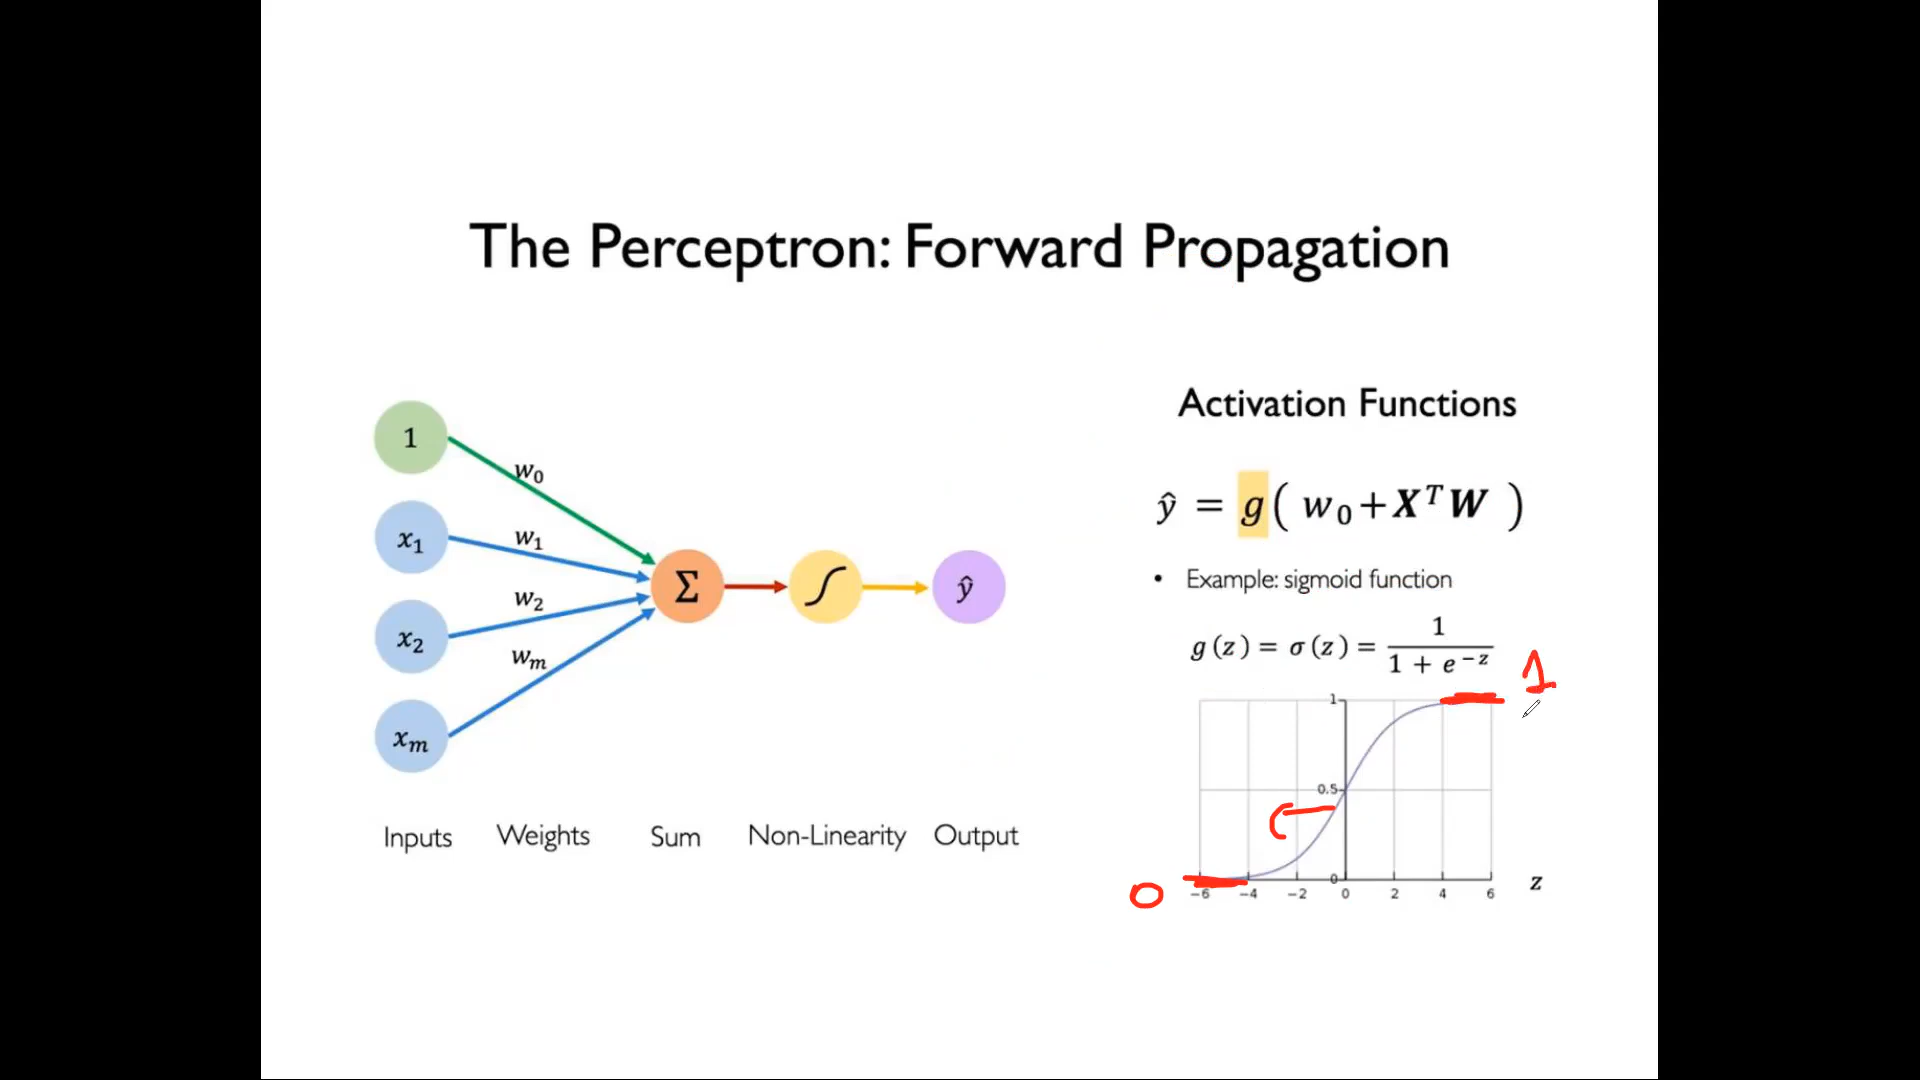 The Perceptron: Forward Propagation
1
x₁
x₂
xₘ
w₀
w₁
w₂
wₘ
Σ
∫
ŷ
Inputs Weights Sum Non-Linearity Output
Activation Functions
ŷ = g ( w₀ + XᵀW )
• Example: sigmoid function
g (z) = σ (z) = 1 / (1 + e⁻ᶻ)
1
1
0.5
0
0
-6 -4 -2 0 2 4 6
z